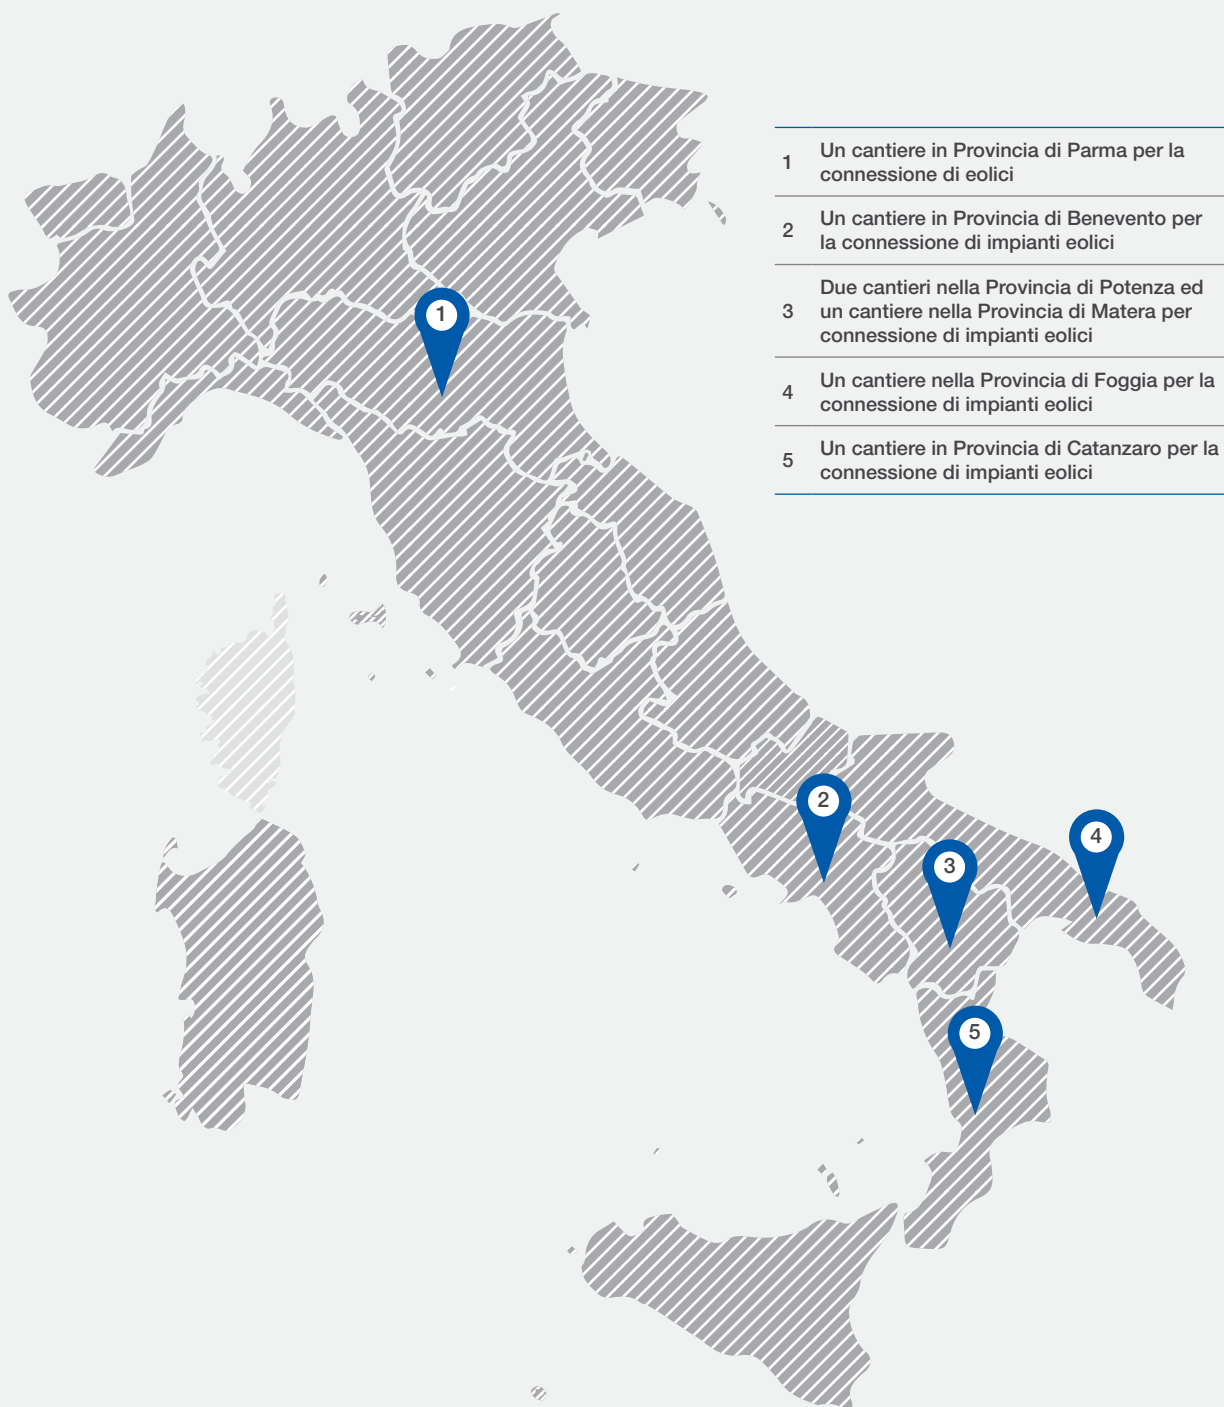 1 Un cantiere in Provincia di Parma per la
connessione di eolici
2 Un cantiere in Provincia di Benevento per
la connessione di impianti eolici
3 Due cantieri nella Provincia di Potenza ed
un cantiere nella Provincia di Matera per
connessione di impianti eolici
4 Un cantiere nella Provincia di Foggia per la
connessione di impianti eolici
5 Un cantiere in Provincia di Catanzaro per la
connessione di impianti eolici
1
2
4
3
5